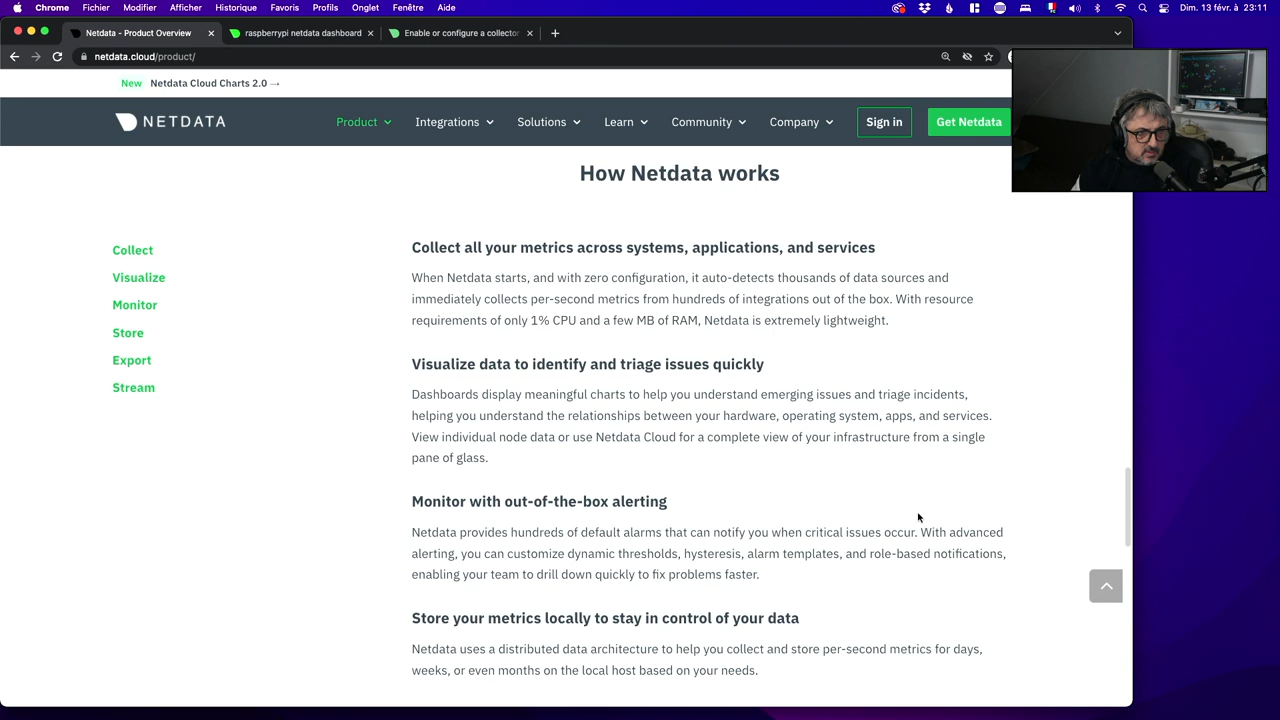 Chrome Fichier Modifier Afficher Historique Favoris Profils Onglet Fenêtre Aide Dim. 13 févr. à 23:11
Netdata - Product Overview raspberrypi netdata dashboard Enable or configure a collector
netdata.cloud/product/
New Netdata Cloud Charts 2.0 →
NETDATA Product Integrations Solutions Learn Community Company Sign in Get Netdata
How Netdata works
Collect
Visualize
Monitor
Store
Export
Stream
Collect all your metrics across systems, applications, and services
When Netdata starts, and with zero configuration, it auto-detects thousands of data sources and
immediately collects per-second metrics from hundreds of integrations out of the box. With resource
requirements of only 1% CPU and a few MB of RAM, Netdata is extremely lightweight.
Visualize data to identify and triage issues quickly
Dashboards display meaningful charts to help you understand emerging issues and triage incidents,
helping you understand the relationships between your hardware, operating system, apps, and services.
View individual node data or use Netdata Cloud for a complete view of your infrastructure from a single
pane of glass.
Monitor with out-of-the-box alerting
Netdata provides hundreds of default alarms that can notify you when critical issues occur. With advanced
alerting, you can customize dynamic thresholds, hysteresis, alarm templates, and role-based notifications,
enabling your team to drill down quickly to fix problems faster.
Store your metrics locally to stay in control of your data
Netdata uses a distributed data architecture to help you collect and store per-second metrics for days,
weeks, or even months on the local host based on your needs.